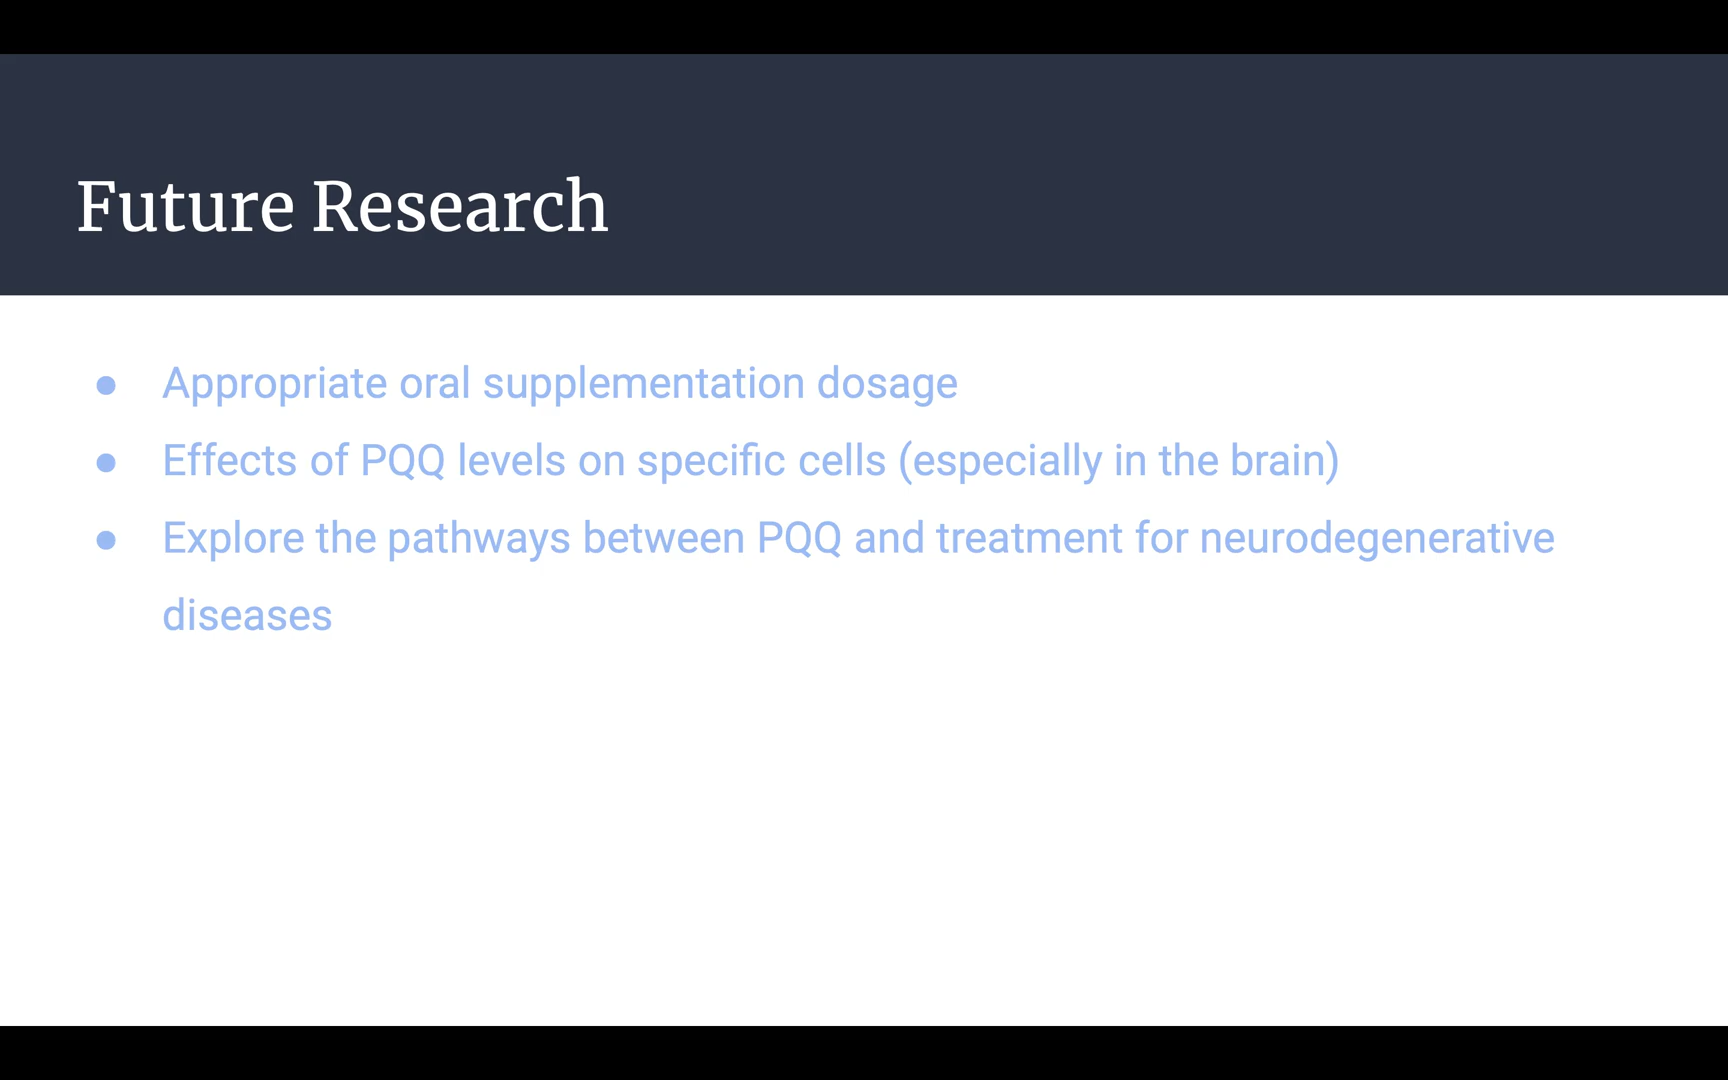 Future Research
● Appropriate oral supplementation dosage
● Effects of PQQ levels on specific cells (especially in the brain)
● Explore the pathways between PQQ and treatment for neurodegenerative
diseases